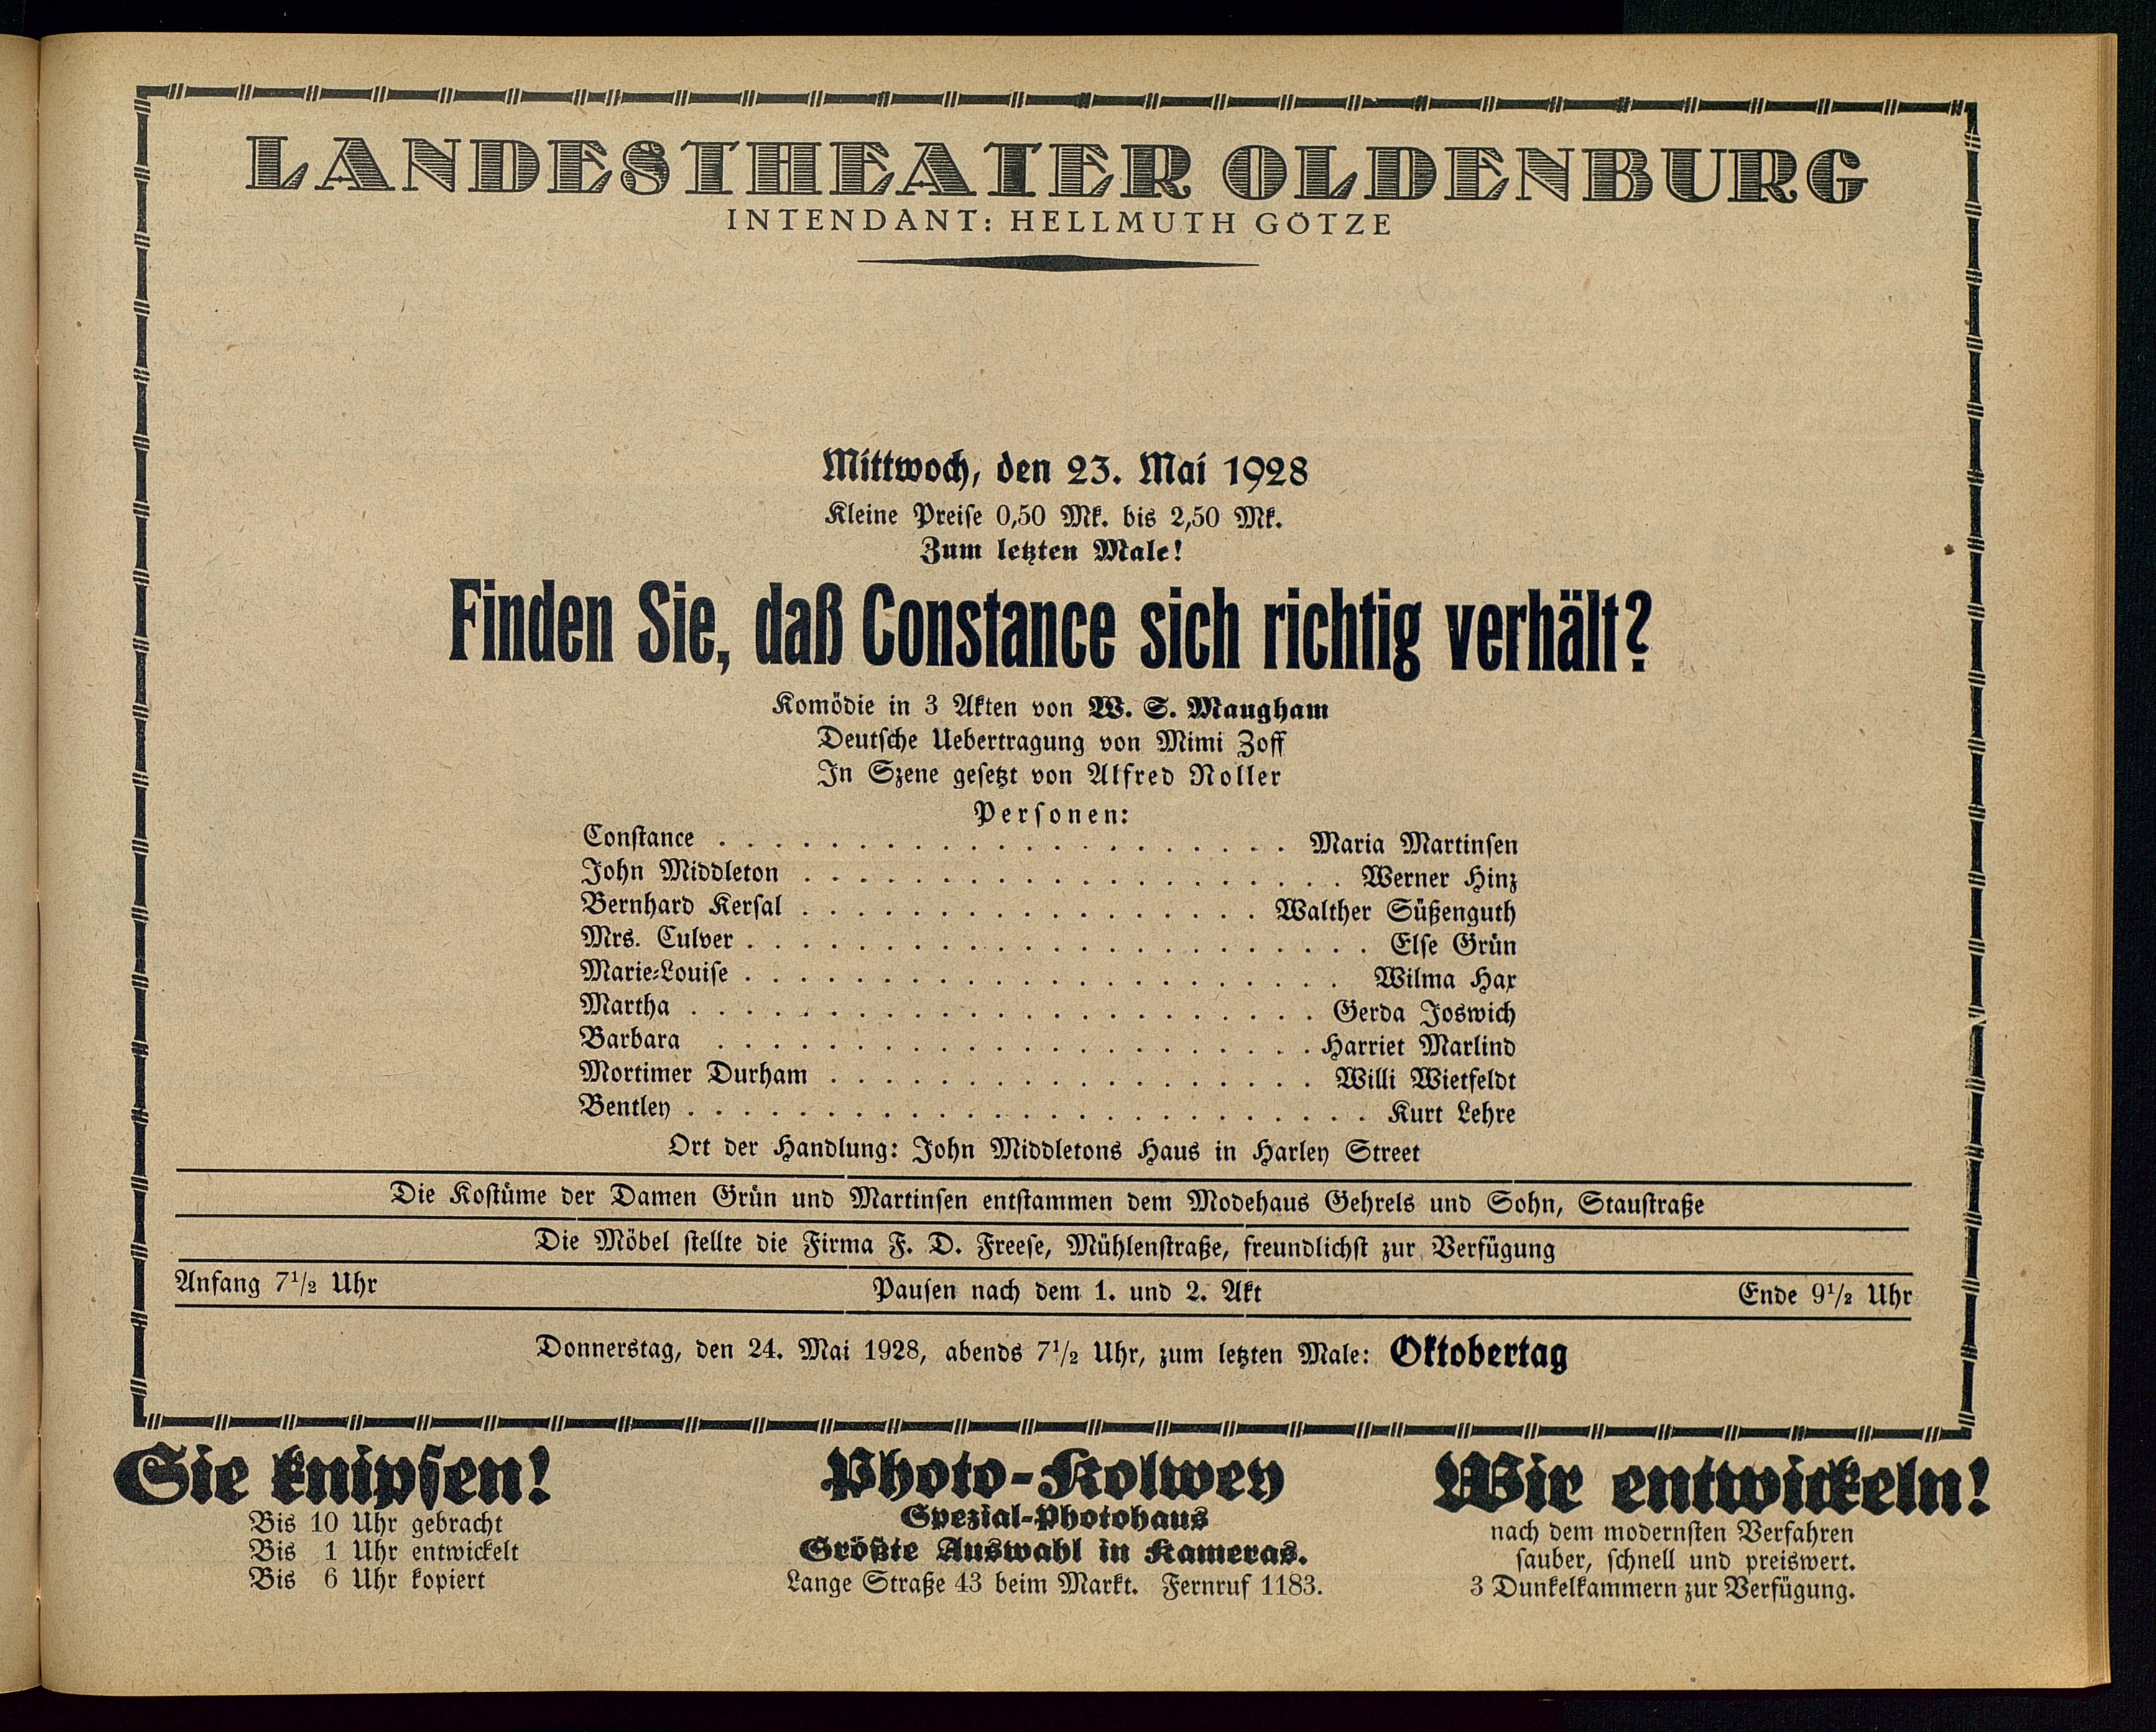 LANDESTHEATER OLDENBURG
INTENDANT: HELLMUTH GÖTZE
Mittwoch, den 23. Mai 1928
Kleine Preise 0,50 Mk. bis 2,50 Mk.
Zum letzten Male!
Finden Sie, daß Constance sich richtig verhält?
Komödie in 3 Akten von W. S. Maugham
Deutsche Uebertragung von Mimi Zoff
In Szene gesetzt von Alfred Noller
Personen:
Constance . . . . . . . . . . . . . . . . . . . . . Maria Martinsen
John Middleton . . . . . . . . . . . . . . . . . . . . Werner Hinz
Bernhard Kersal . . . . . . . . . . . . . . . . . Walther Süßenguth
Mrs. Culver . . . . . . . . . . . . . . . . . . . . . . . Else Grün
Marie-Louise . . . . . . . . . . . . . . . . . . . . . . Wilma Hax
Martha . . . . . . . . . . . . . . . . . . . . . . . Gerda Joswich
Barbara . . . . . . . . . . . . . . . . . . . . . . Harriet Marlind
Mortimer Durham . . . . . . . . . . . . . . . . . . Willi Wietfeldt
Bentley . . . . . . . . . . . . . . . . . . . . . . . . . Kurt Lehre
Ort der Handlung: John Middletons Haus in Harley Street
Die Kostüme der Damen Grün und Martinsen entstammen dem Modehaus Gehrels und Sohn, Staustraße
Die Möbel stellte die Firma F. D. Freese, Mühlenstraße, freundlichst zur Verfügung
Anfang 7½ Uhr Pausen nach dem 1. und 2. Akt Ende 9½ Uhr
Donnerstag, den 24. Mai 1928, abends 7½ Uhr, zum letzten Male: Oktobertag
Sie knipsen!
Bis 10 Uhr gebracht
Bis 1 Uhr entwickelt
Bis 6 Uhr kopiert
Photo-Kolwey
Spezial-Photohaus
Größte Auswahl in Kameras.
Lange Straße 43 beim Markt. Fernruf 1183.
Wir entwickeln!
nach dem modernsten Verfahren
sauber, schnell und preiswert.
3 Dunkelkammern zur Verfügung.